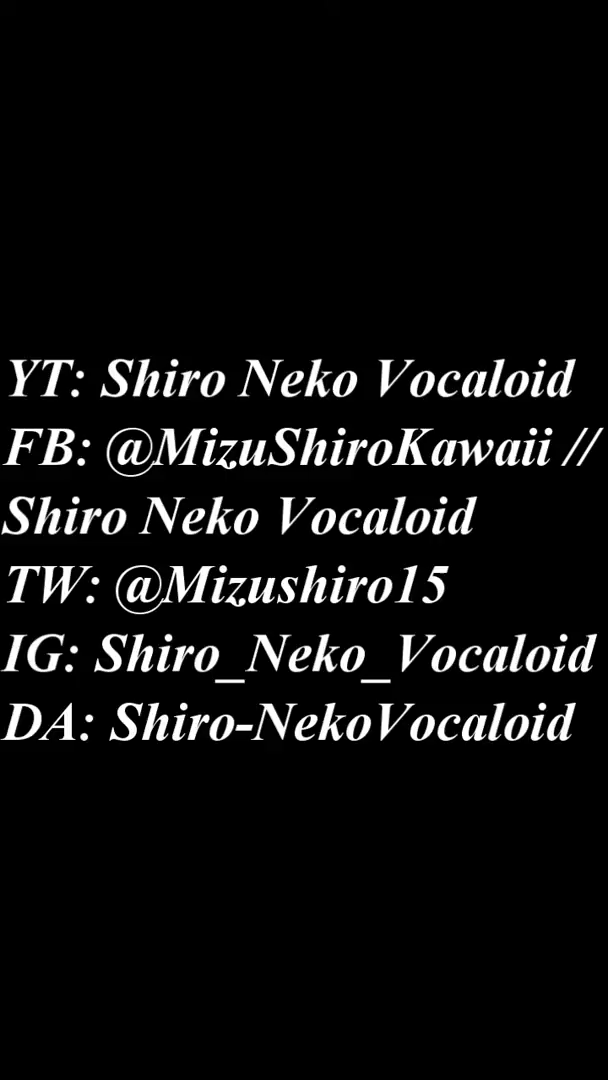 YT: Shiro Neko Vocaloid
FB: @MizuShiroKawaii //
Shiro Neko Vocaloid
TW: @Mizushiro15
IG: Shiro_Neko_Vocaloid
DA: Shiro-NekoVocaloid